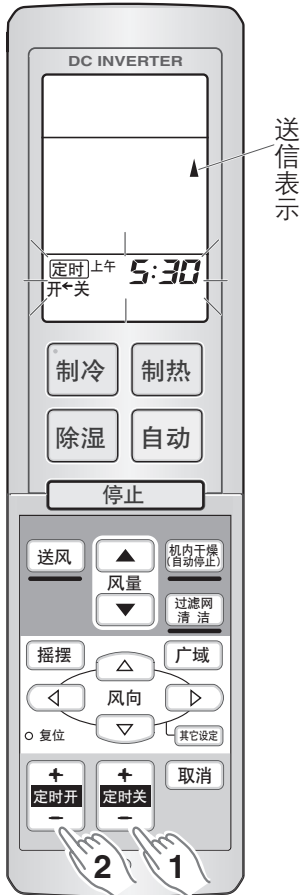 DC INVERTER
送信表示
定时 上午 5:30
开←关
制冷 制热
除湿 自动
停止
送风 ▲ 机内干燥
(自动停止)
风量
▼ 过滤网
清 洁
摇摆 △ 广域
◁ 风向 ▷
复位 ▽ 其它设定
+ + 取消
定时开 定时关
− −
2 1